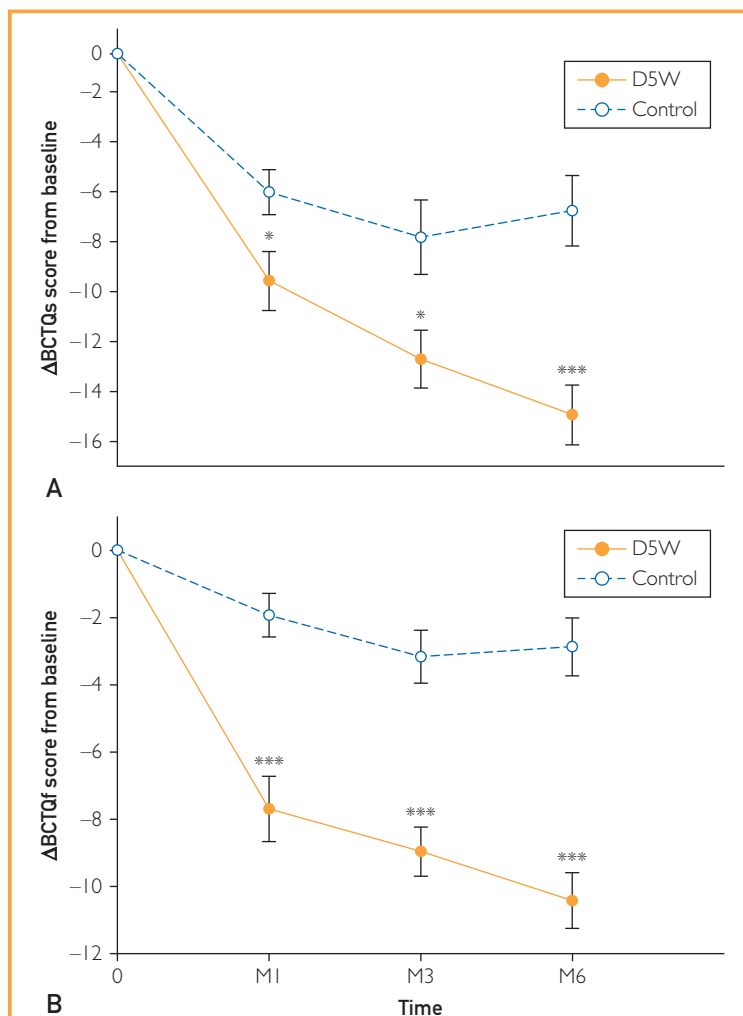 D5W
Control
ΔBCTQs score from baseline
0
–2
–4
–6
–8
–10
–12
–14
–16
*
*
***
A
D5W
Control
ΔBCTQf score from baseline
0
–2
–4
–6
–8
–10
–12
***
***
***
0 M1 M3 M6
B
Time